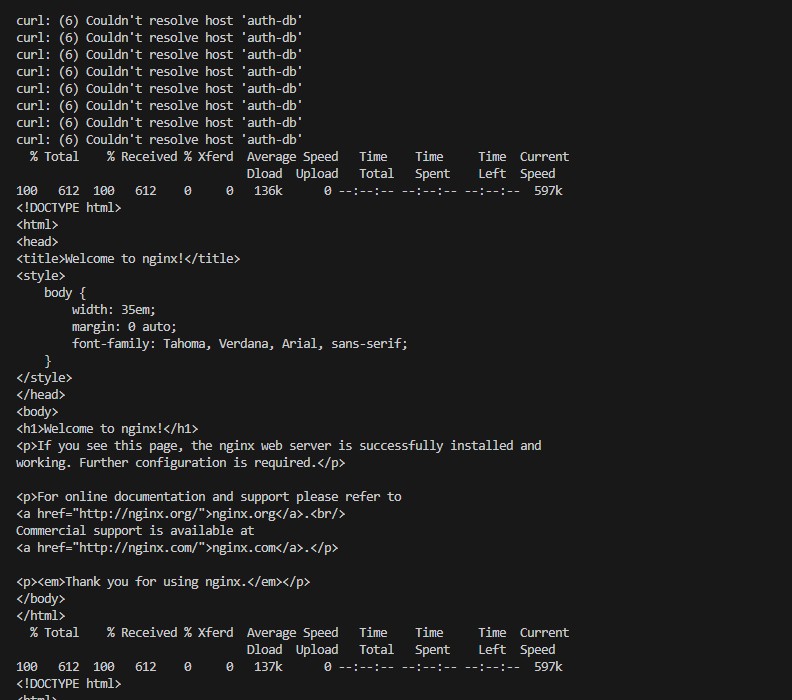 curl: (6) Couldn't resolve host 'auth-db'
curl: (6) Couldn't resolve host 'auth-db'
curl: (6) Couldn't resolve host 'auth-db'
curl: (6) Couldn't resolve host 'auth-db'
curl: (6) Couldn't resolve host 'auth-db'
curl: (6) Couldn't resolve host 'auth-db'
curl: (6) Couldn't resolve host 'auth-db'
curl: (6) Couldn't resolve host 'auth-db'
  % Total    % Received % Xferd  Average Speed   Time    Time     Time  Current
                                 Dload  Upload   Total   Spent    Left  Speed
100   612  100   612    0     0   136k      0 --:--:-- --:--:-- --:--:--  597k
<!DOCTYPE html>
<html>
<head>
<title>Welcome to nginx!</title>
<style>
    body {
        width: 35em;
        margin: 0 auto;
        font-family: Tahoma, Verdana, Arial, sans-serif;
    }
</style>
</head>
<body>
<h1>Welcome to nginx!</h1>
<p>If you see this page, the nginx web server is successfully installed and
working. Further configuration is required.</p>

<p>For online documentation and support please refer to
<a href="http://nginx.org/">nginx.org</a>.<br/>
Commercial support is available at
<a href="http://nginx.com/">nginx.com</a>.</p>

<p><em>Thank you for using nginx.</em></p>
</body>
</html>
  % Total    % Received % Xferd  Average Speed   Time    Time     Time  Current
                                 Dload  Upload   Total   Spent    Left  Speed
100   612  100   612    0     0   137k      0 --:--:-- --:--:-- --:--:--  597k
<!DOCTYPE html>
<html>